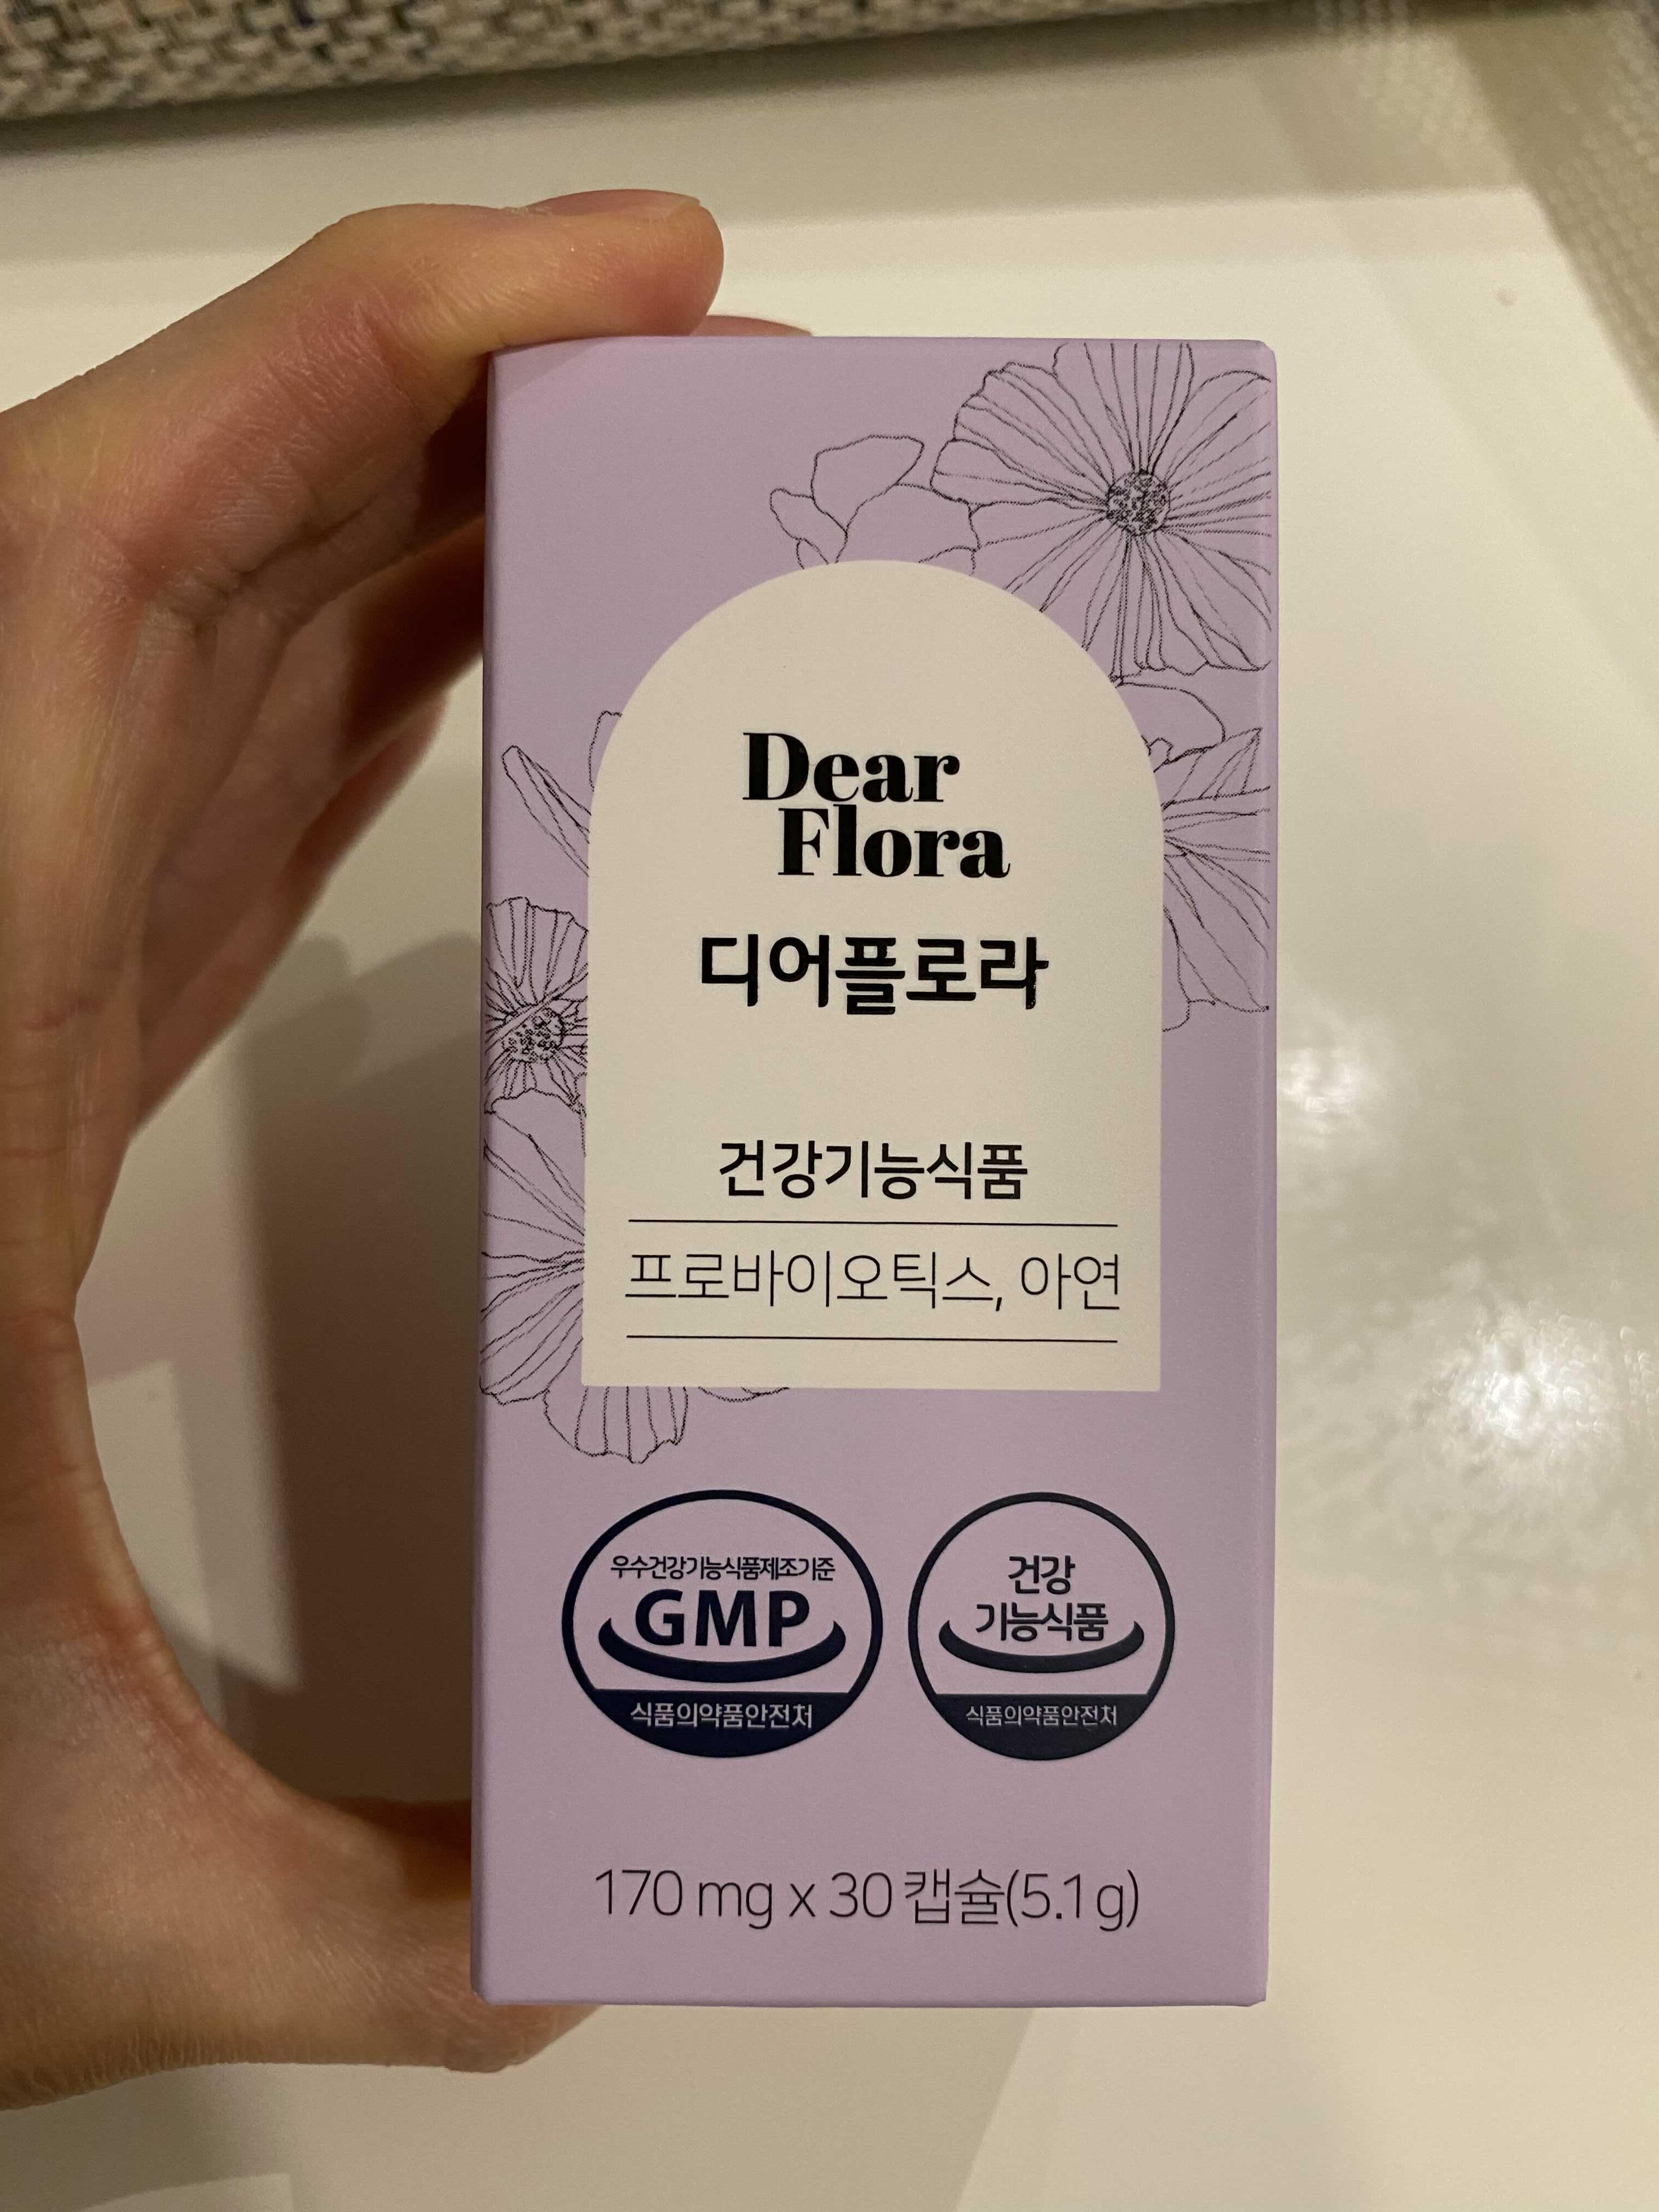 Dear
Flora
디어플로라
건강기능식품
프로바이오틱스, 아연
우수건강기능식품제조기준
GMP
식품의약품안전처
건강
기능식품
식품의약품안전처
170 mg x 30 캡슐(5.1 g)